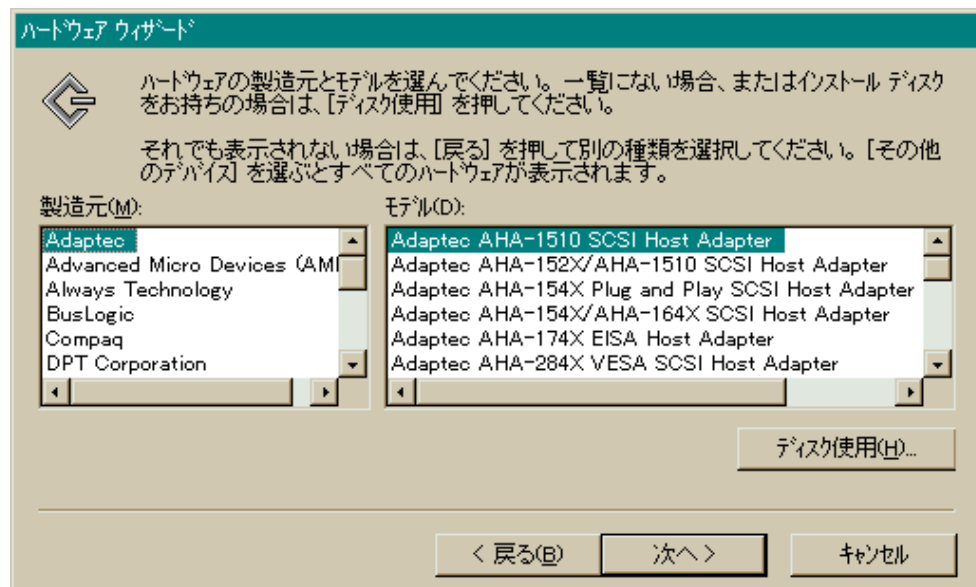 ハードウェア ウィザード
ハードウェアの製造元とモデルを選んでください。一覧にない場合、またはインストール ディスク
をお持ちの場合は、[ディスク使用] を押してください。
それでも表示されない場合は、[戻る] を押して別の種類を選択してください。[その他
のデバイス] を選ぶとすべてのハードウェアが表示されます。
製造元(M):
Adaptec
Advanced Micro Devices (AM
Always Technology
BusLogic
Compaq
DPT Corporation
モデル(D):
Adaptec AHA-1510 SCSI Host Adapter
Adaptec AHA-152X/AHA-1510 SCSI Host Adapter
Adaptec AHA-154X Plug and Play SCSI Host Adapter
Adaptec AHA-154X/AHA-164X SCSI Host Adapter
Adaptec AHA-174X EISA Host Adapter
Adaptec AHA-284X VESA SCSI Host Adapter
ディスク使用(H)...
< 戻る(B)
次へ >
キャンセル